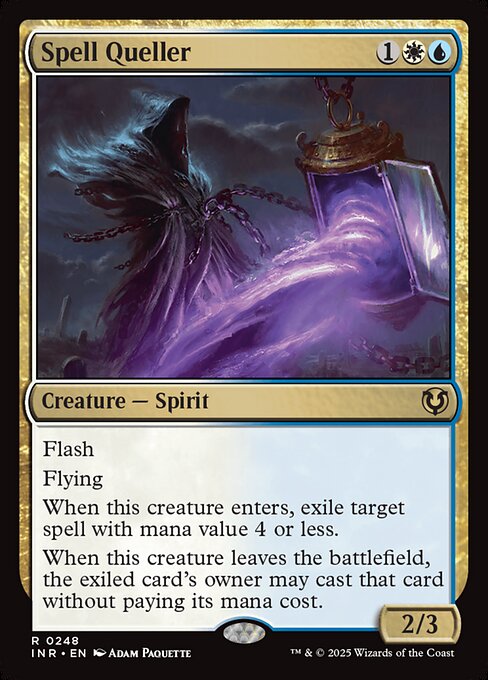 Spell Queller 1
Creature — Spirit
Flash
Flying
When this creature enters, exile target
spell with mana value 4 or less.
When this creature leaves the battlefield,
the exiled card's owner may cast that card
without paying its mana cost.
2/3
R 0248
INR • EN Adam Paquette ™ & © 2025 Wizards of the Coast